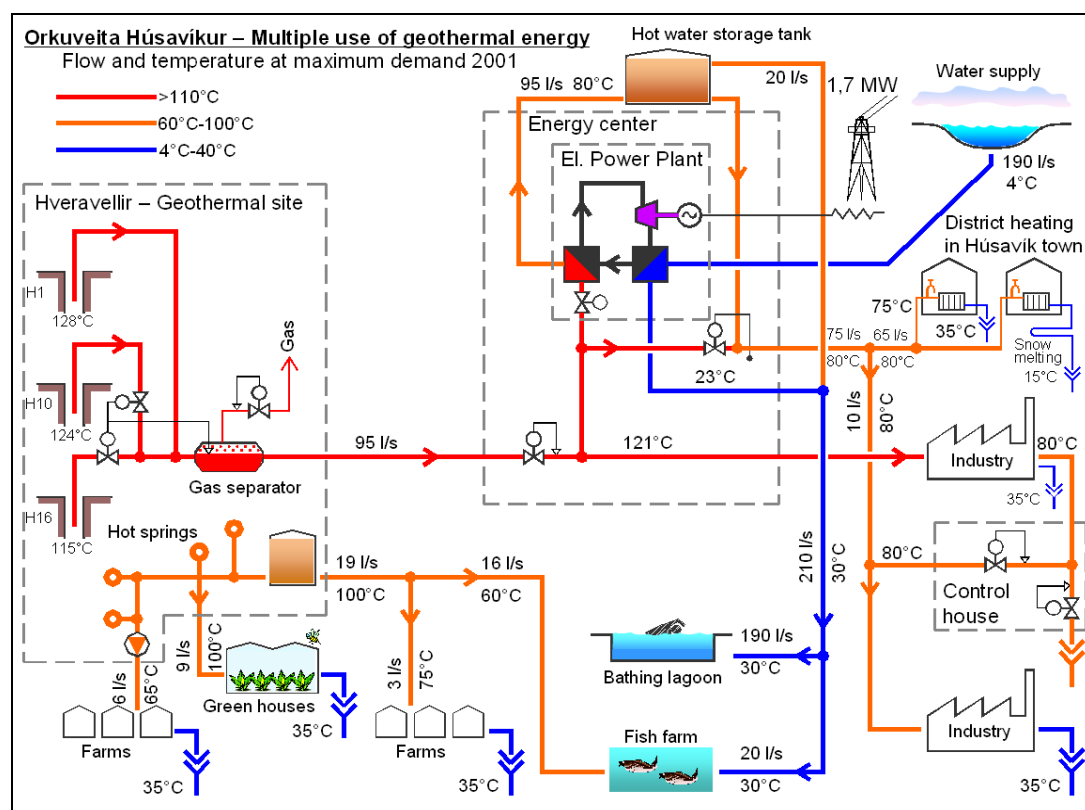 Orkuveita Húsavíkur – Multiple use of geothermal energy
Flow and temperature at maximum demand 2001
>110°C
60°C-100°C
4°C-40°C
Hot water storage tank
95 l/s 80°C
20 l/s
1,7 MW
Water supply
190 l/s
4°C
Energy center
El. Power Plant
District heating
in Húsavík town
75°C
35°C
Snow
melting
15°C
75 l/s
80°C
65 l/s
80°C
10 l/s
80°C
23°C
Hveravellir – Geothermal site
H1
128°C
H10
124°C
H16
115°C
Gas
Gas separator
95 l/s
121°C
Industry
80°C
35°C
80°C
Control
house
Hot springs
19 l/s
100°C
16 l/s
60°C
210 l/s
30°C
6 l/s
65°C
9 l/s
100°C
3 l/s
75°C
Green houses
35°C
Farms
35°C
Farms
35°C
Bathing lagoon
190 l/s
30°C
Fish farm
20 l/s
30°C
Industry
35°C